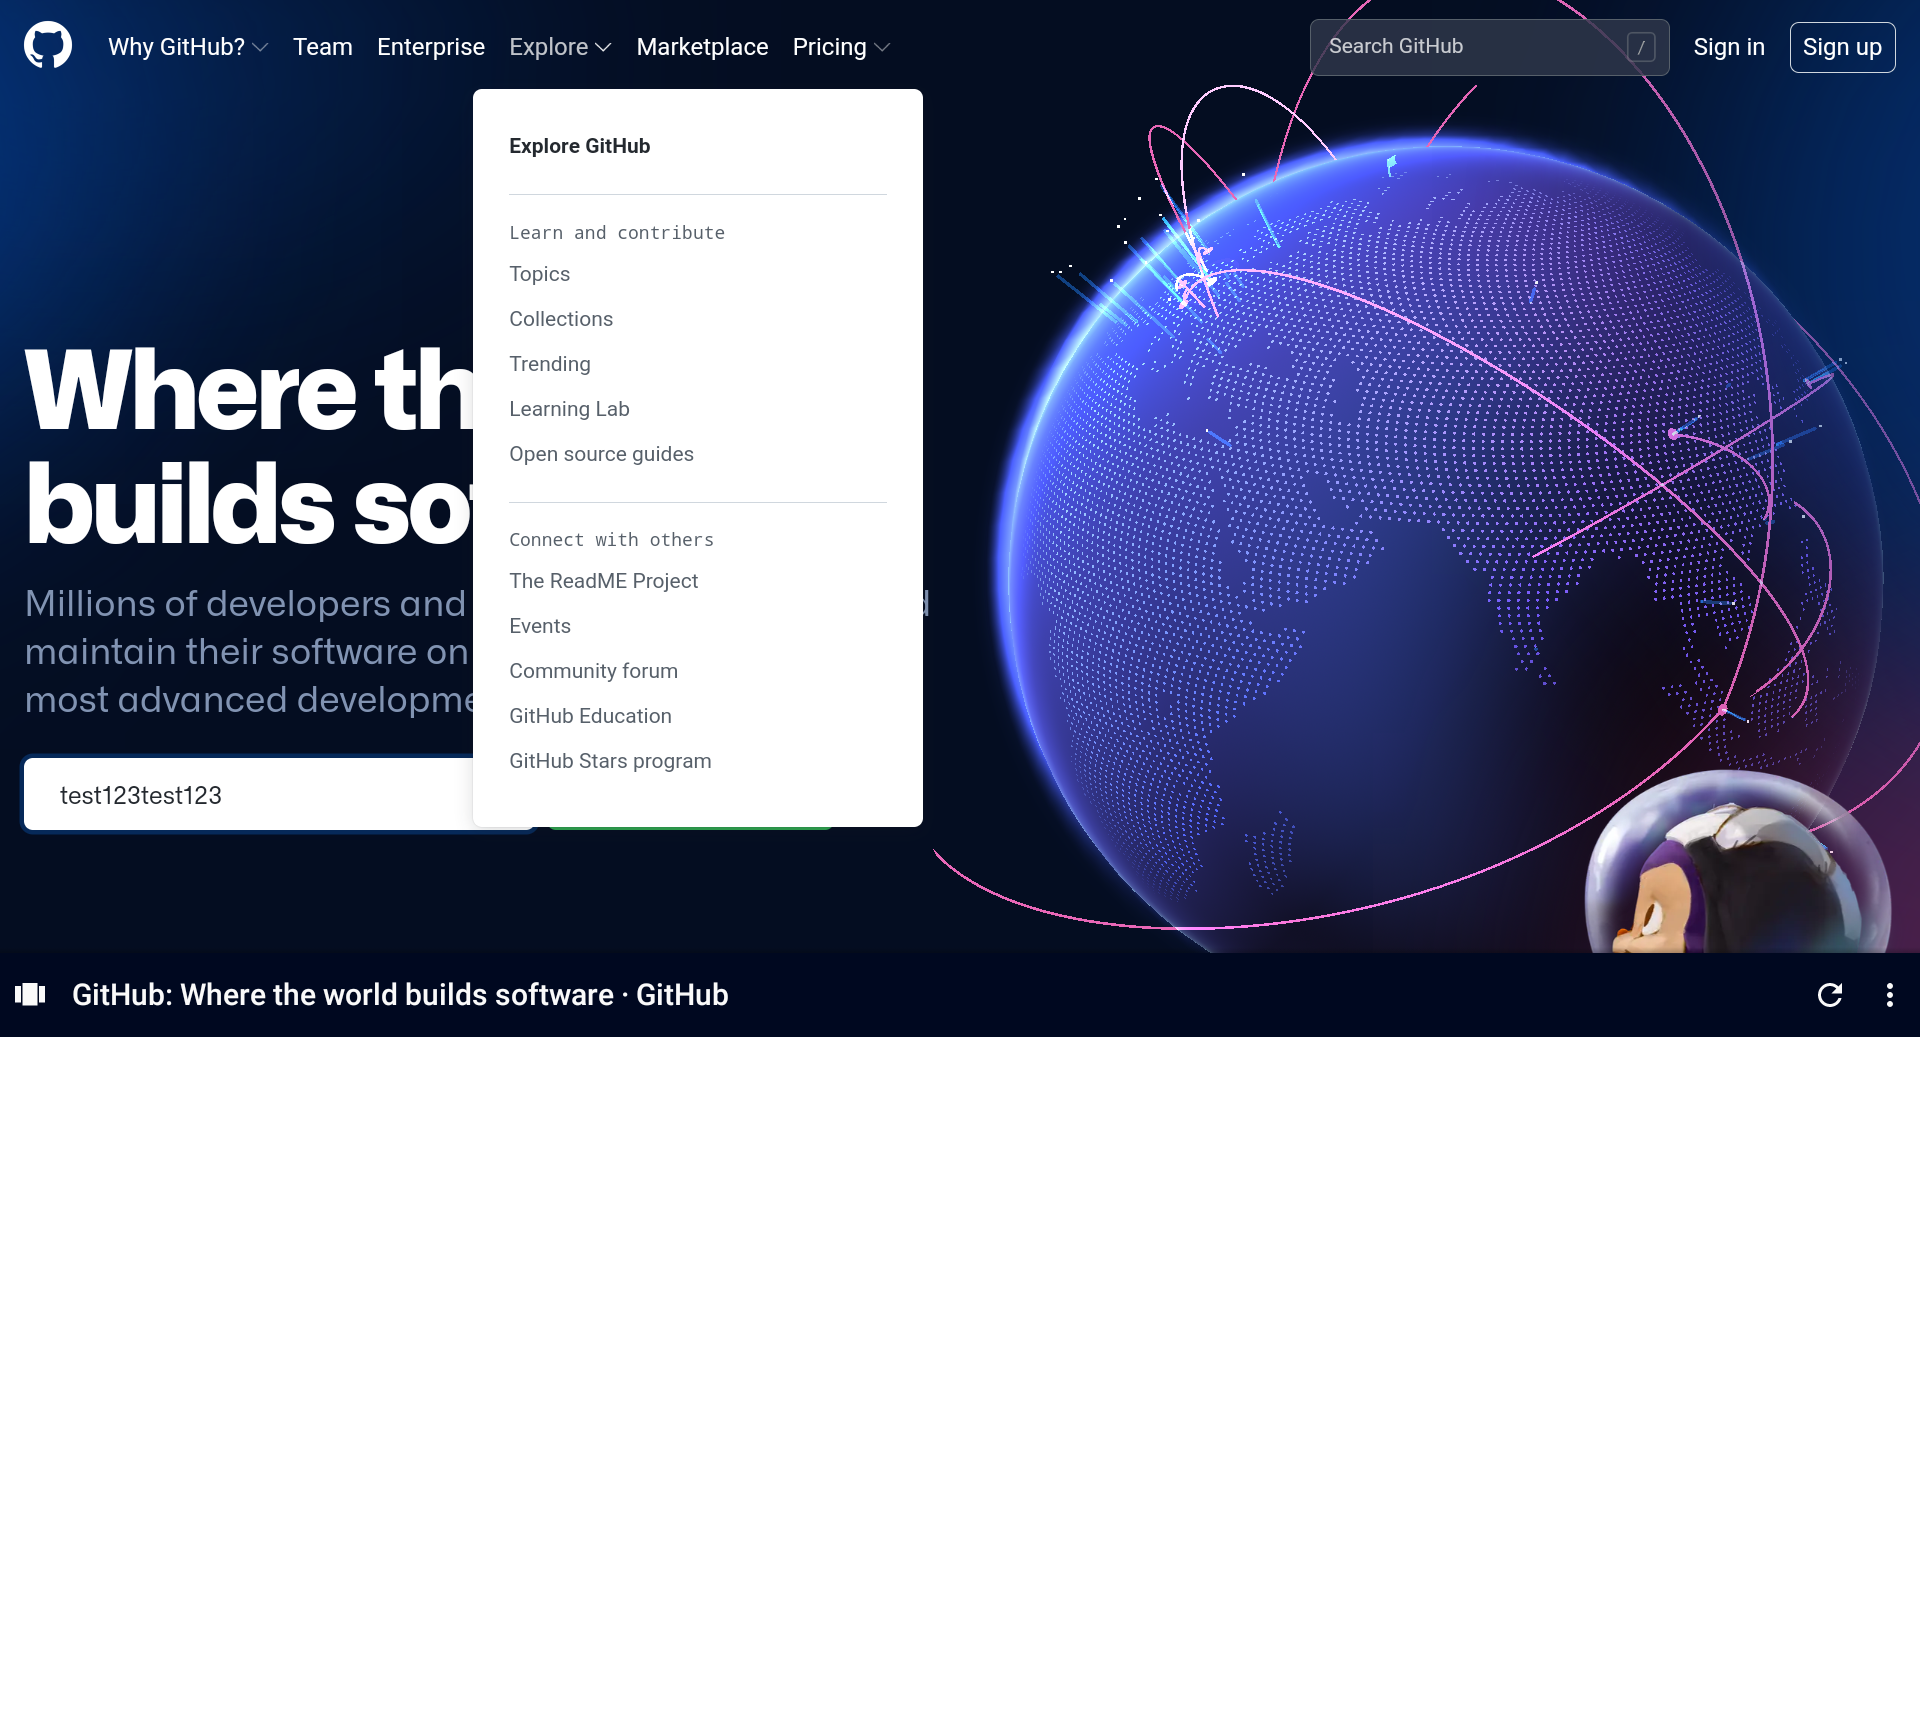 Why GitHub? Team Enterprise Explore Marketplace Pricing Search GitHub / Sign in Sign up
Explore GitHub
Learn and contribute
Topics
Collections
Trending
Learning Lab
Open source guides
Connect with others
The ReadME Project
Events
Community forum
GitHub Education
GitHub Stars program
Where th
builds so
Millions of developers and
maintain their software on
most advanced developme
test123test123
GitHub: Where the world builds software · GitHub